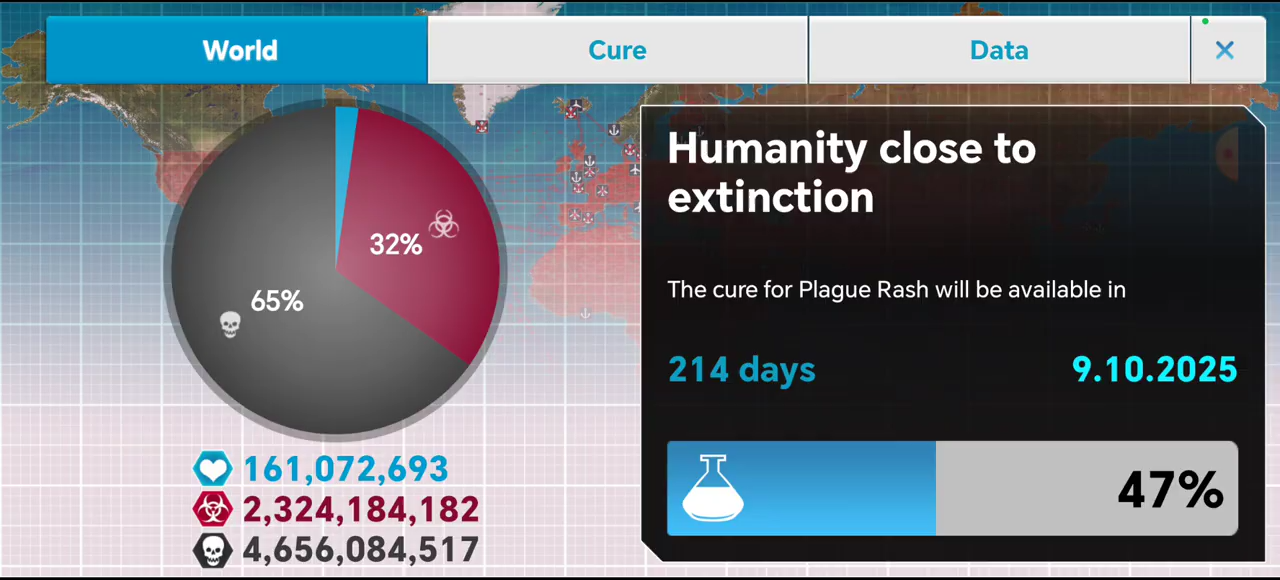 World
Cure
Data
32%
65%
161,072,693
2,324,184,182
4,656,084,517
Humanity close to
extinction
The cure for Plague Rash will be available in
214 days
9.10.2025
47%